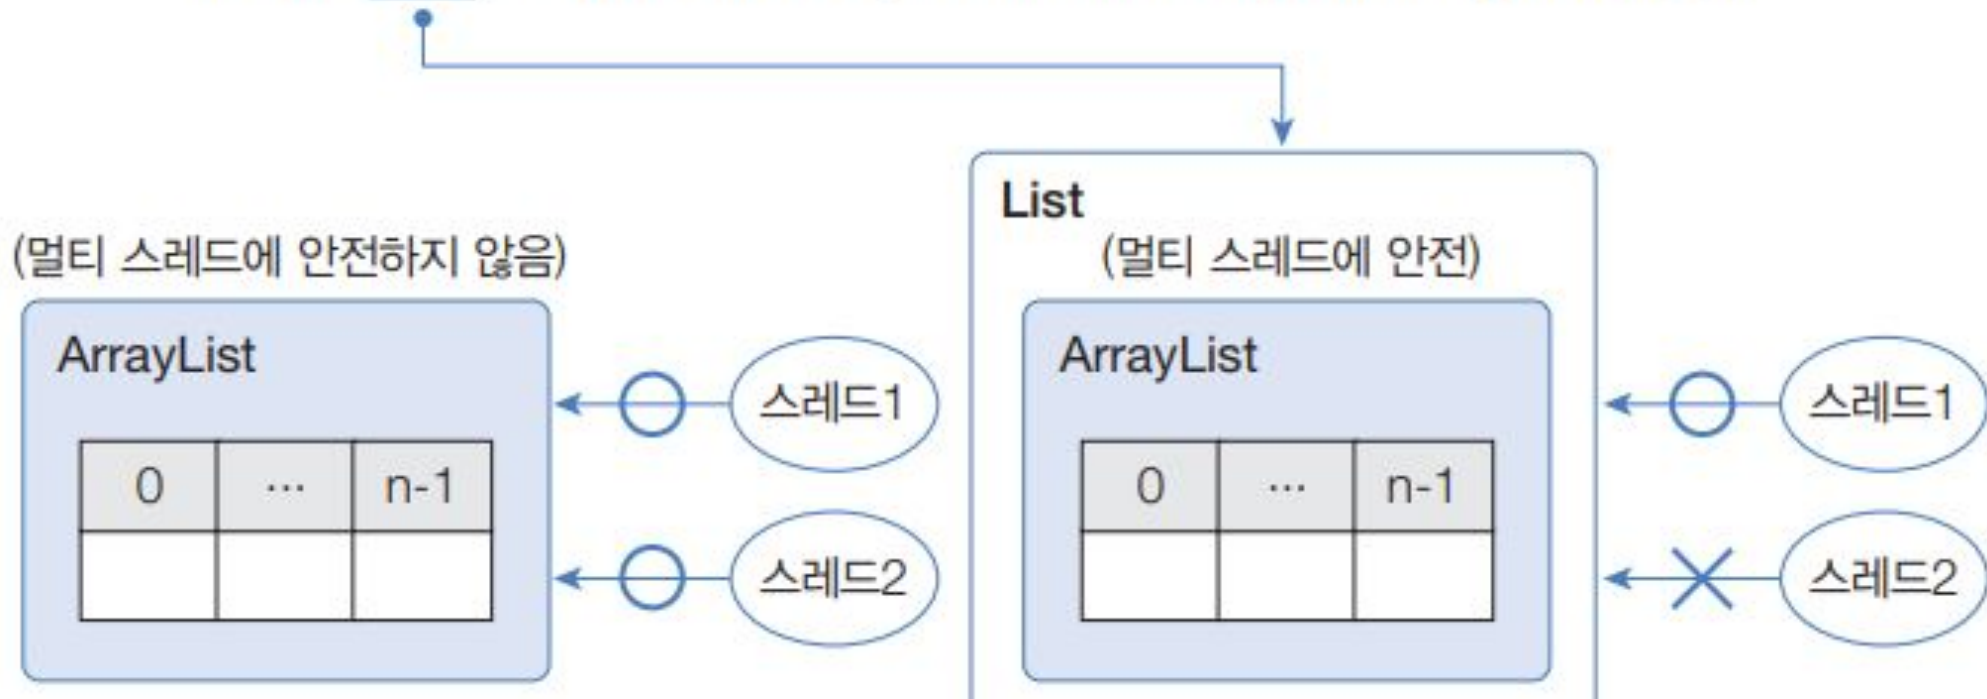 List
(멀티 스레드에 안전하지 않음)
(멀티 스레드에 안전)
ArrayList
스레드1
ArrayList
스레드1
0 ... n-1
0 ... n-1
스레드2
스레드2